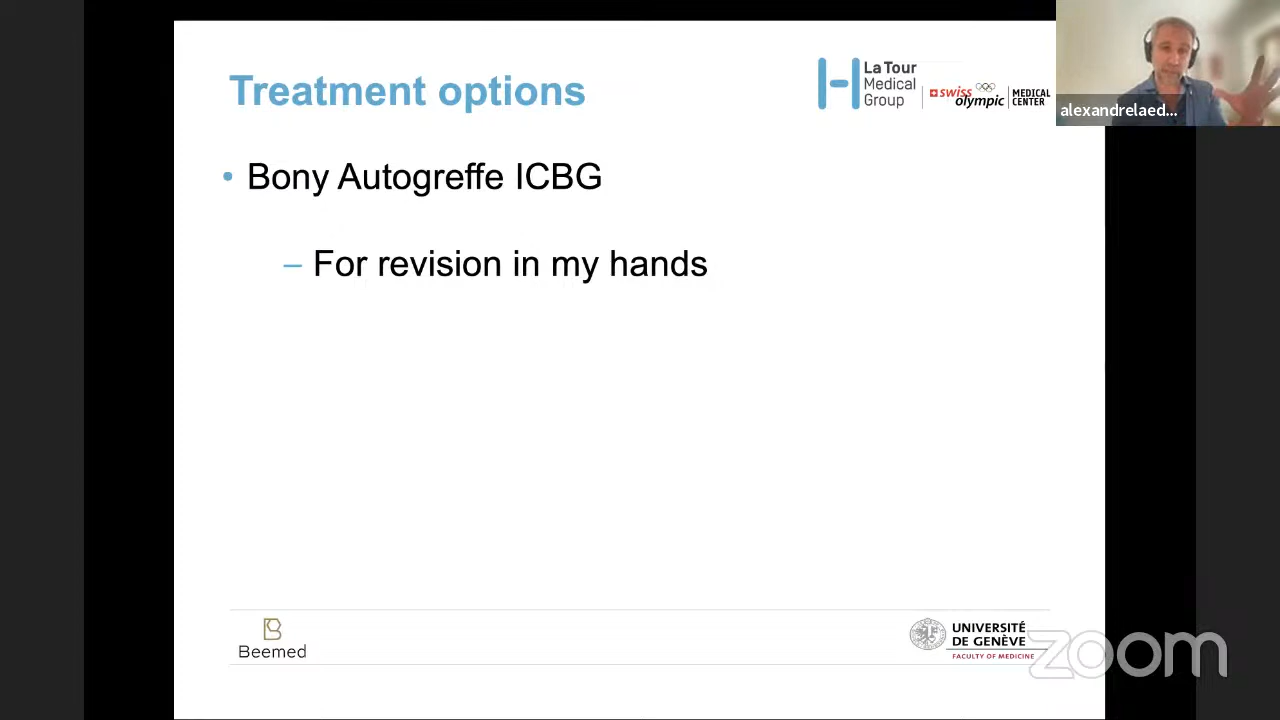 Treatment options
La Tour
Medical
Group
swiss
olympic
MEDICAL
CENTER
alexandrelaed...
• Bony Autogreffe ICBG
– For revision in my hands
Beemed
UNIVERSITÉ
DE GENÈVE
FACULTY OF MEDICINE
zoom